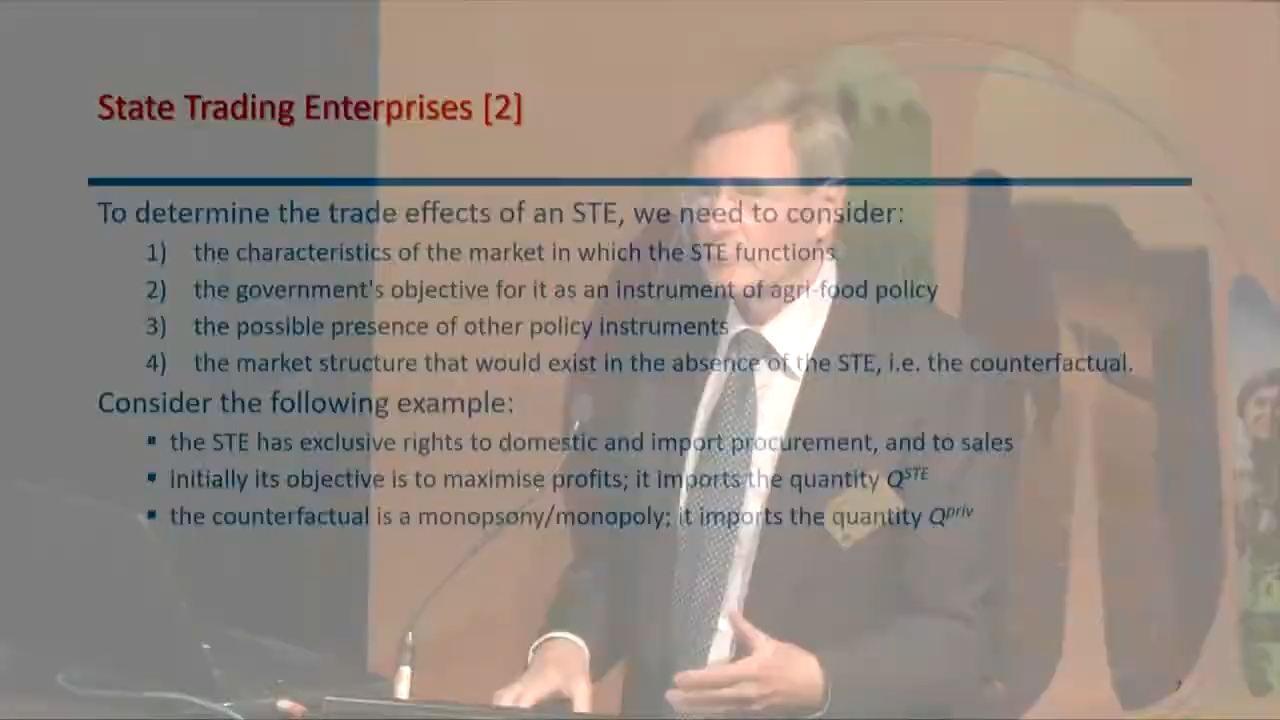 State Trading Enterprises [2]
To determine the trade effects of an STE, we need to consider:
1) the characteristics of the market in which the STE functions
2) the government's objective for it as an instrument of agri-food policy
3) the possible presence of other policy instruments
4) the market structure that would exist in the absence of the STE, i.e. the counterfactual.
Consider the following example:
▪ the STE has exclusive rights to domestic and import procurement, and to sales
▪ initially its objective is to maximise profits; it imports the quantity Q^STE
▪ the counterfactual is a monopsony/monopoly; it imports the quantity Q^priv